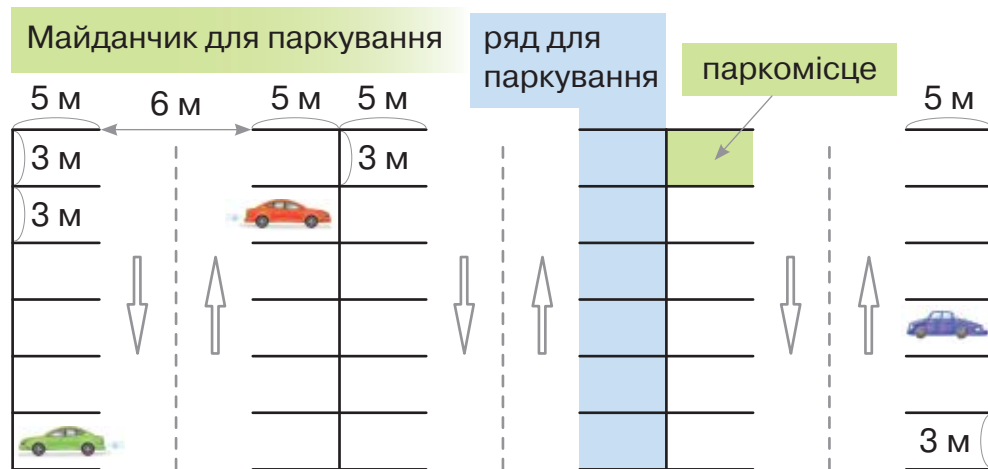 Майданчик для паркування
ряд для
паркування
паркомісце
5 м
6 м
5 м
5 м
5 м
3 м
3 м
3 м
3 м